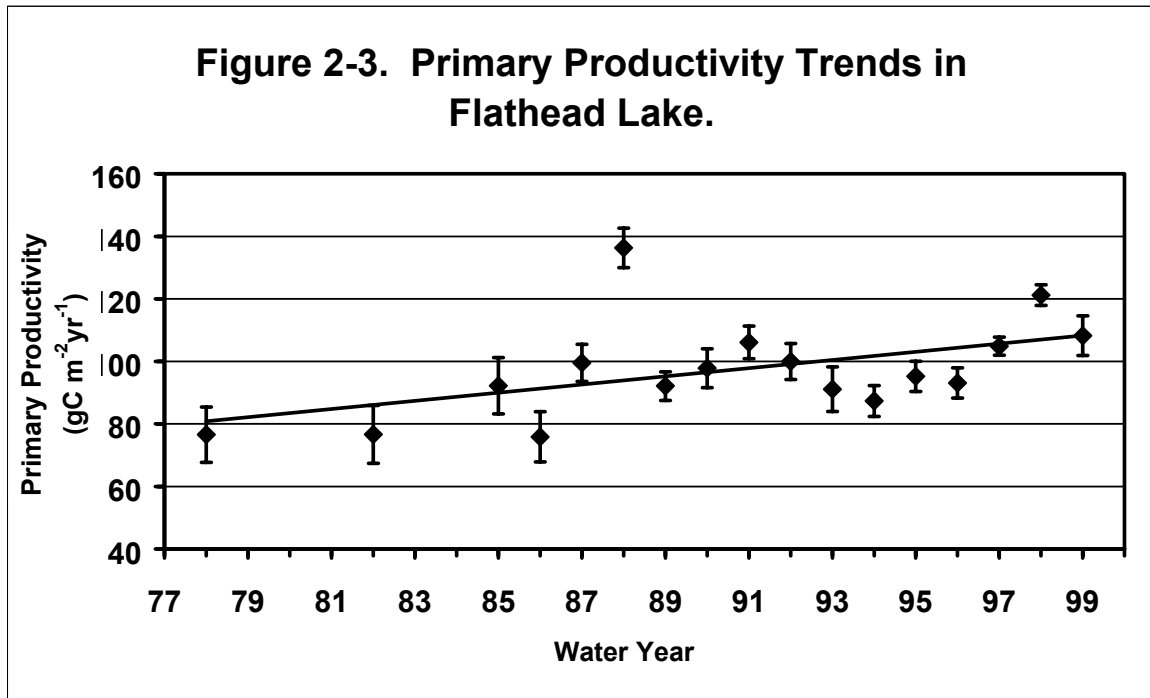 Figure 2-3. Primary Productivity Trends in
Flathead Lake.
Primary Productivity
(gC m⁻²yr⁻¹)
160
140
120
100
80
60
40
77 79 81 83 85 87 89 91 93 95 97 99
Water Year